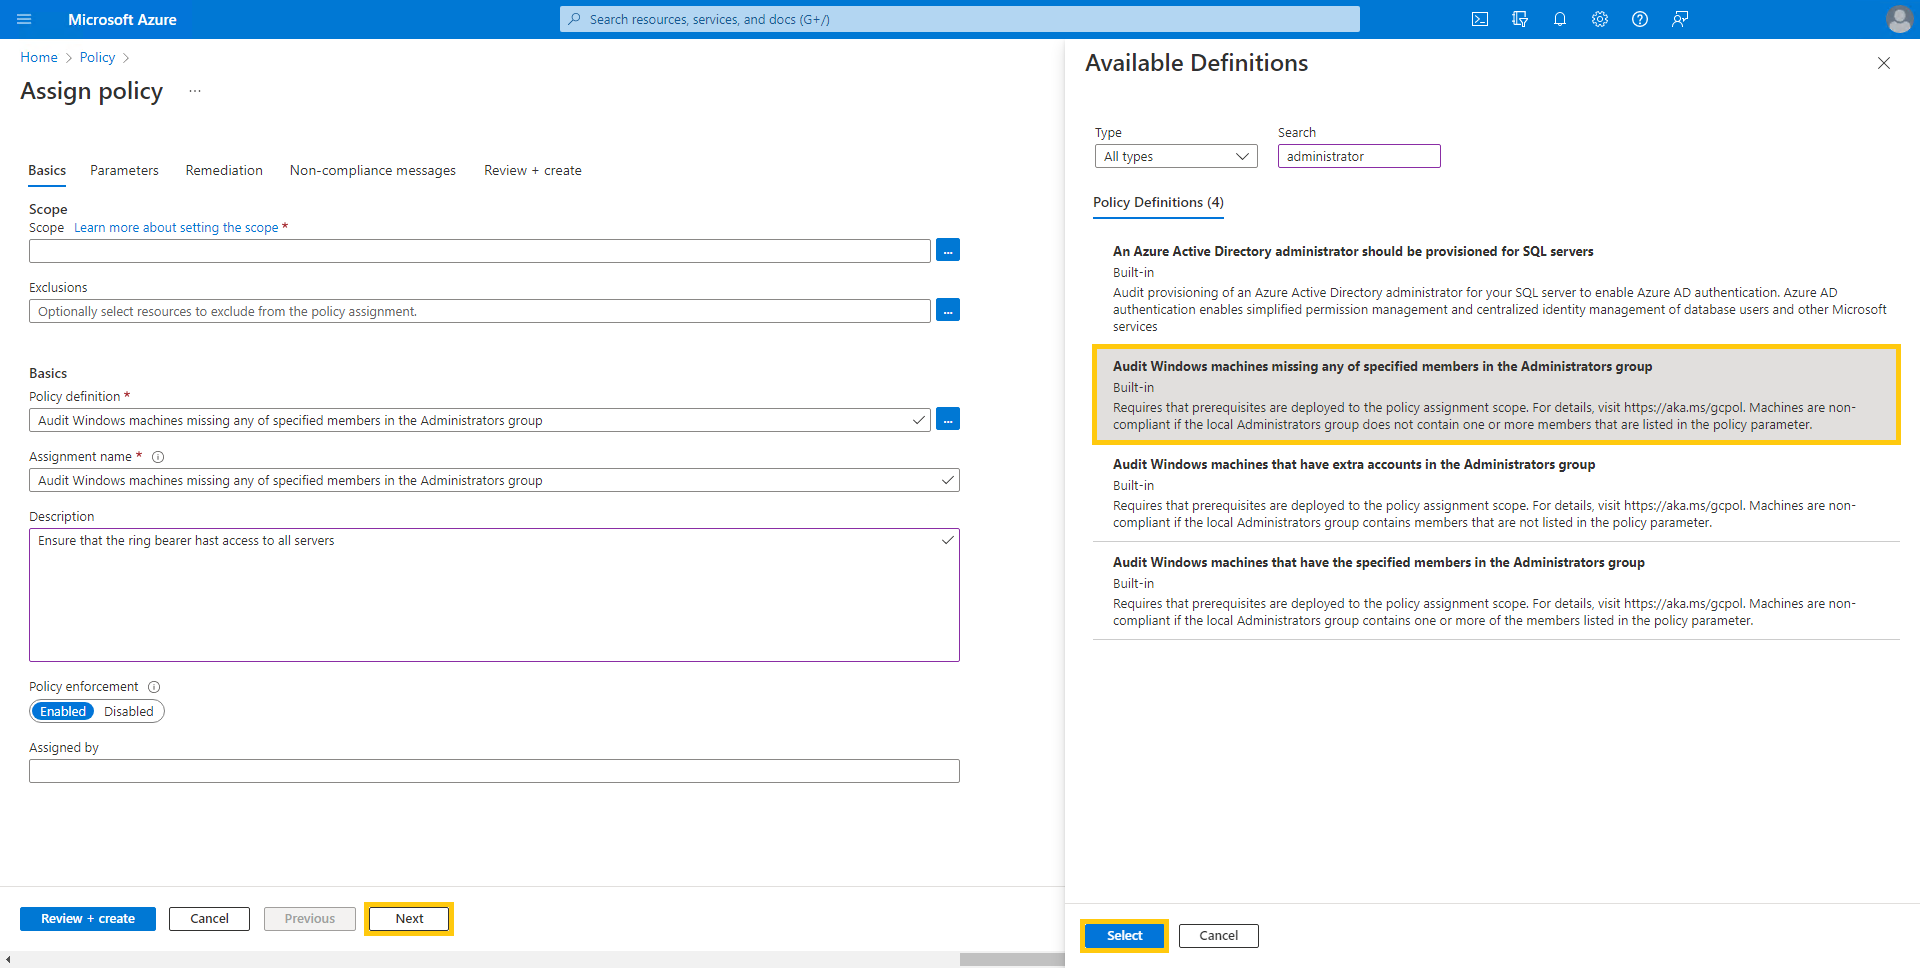 Microsoft Azure
Search resources, services, and docs (G+/)
Home > Policy >
Assign policy ...
Basics Parameters Remediation Non-compliance messages Review + create
Scope
Scope Learn more about setting the scope *
...
Exclusions
Optionally select resources to exclude from the policy assignment.
...
Basics
Policy definition *
Audit Windows machines missing any of specified members in the Administrators group
...
Assignment name *
Audit Windows machines missing any of specified members in the Administrators group
Description
Ensure that the ring bearer hast access to all servers
Policy enforcement
Enabled Disabled
Assigned by
Review + create Cancel Previous Next
Available Definitions
Type Search
All types administrator
Policy Definitions (4)
An Azure Active Directory administrator should be provisioned for SQL servers
Built-in
Audit provisioning of an Azure Active Directory administrator for your SQL server to enable Azure AD authentication. Azure AD
authentication enables simplified permission management and centralized identity management of database users and other Microsoft
services
Audit Windows machines missing any of specified members in the Administrators group
Built-in
Requires that prerequisites are deployed to the policy assignment scope. For details, visit https://aka.ms/gcpol. Machines are non-
compliant if the local Administrators group does not contain one or more members that are listed in the policy parameter.
Audit Windows machines that have extra accounts in the Administrators group
Built-in
Requires that prerequisites are deployed to the policy assignment scope. For details, visit https://aka.ms/gcpol. Machines are non-
compliant if the local Administrators group contains members that are not listed in the policy parameter.
Audit Windows machines that have the specified members in the Administrators group
Built-in
Requires that prerequisites are deployed to the policy assignment scope. For details, visit https://aka.ms/gcpol. Machines are non-
compliant if the local Administrators group contains one or more of the members listed in the policy parameter.
Select Cancel